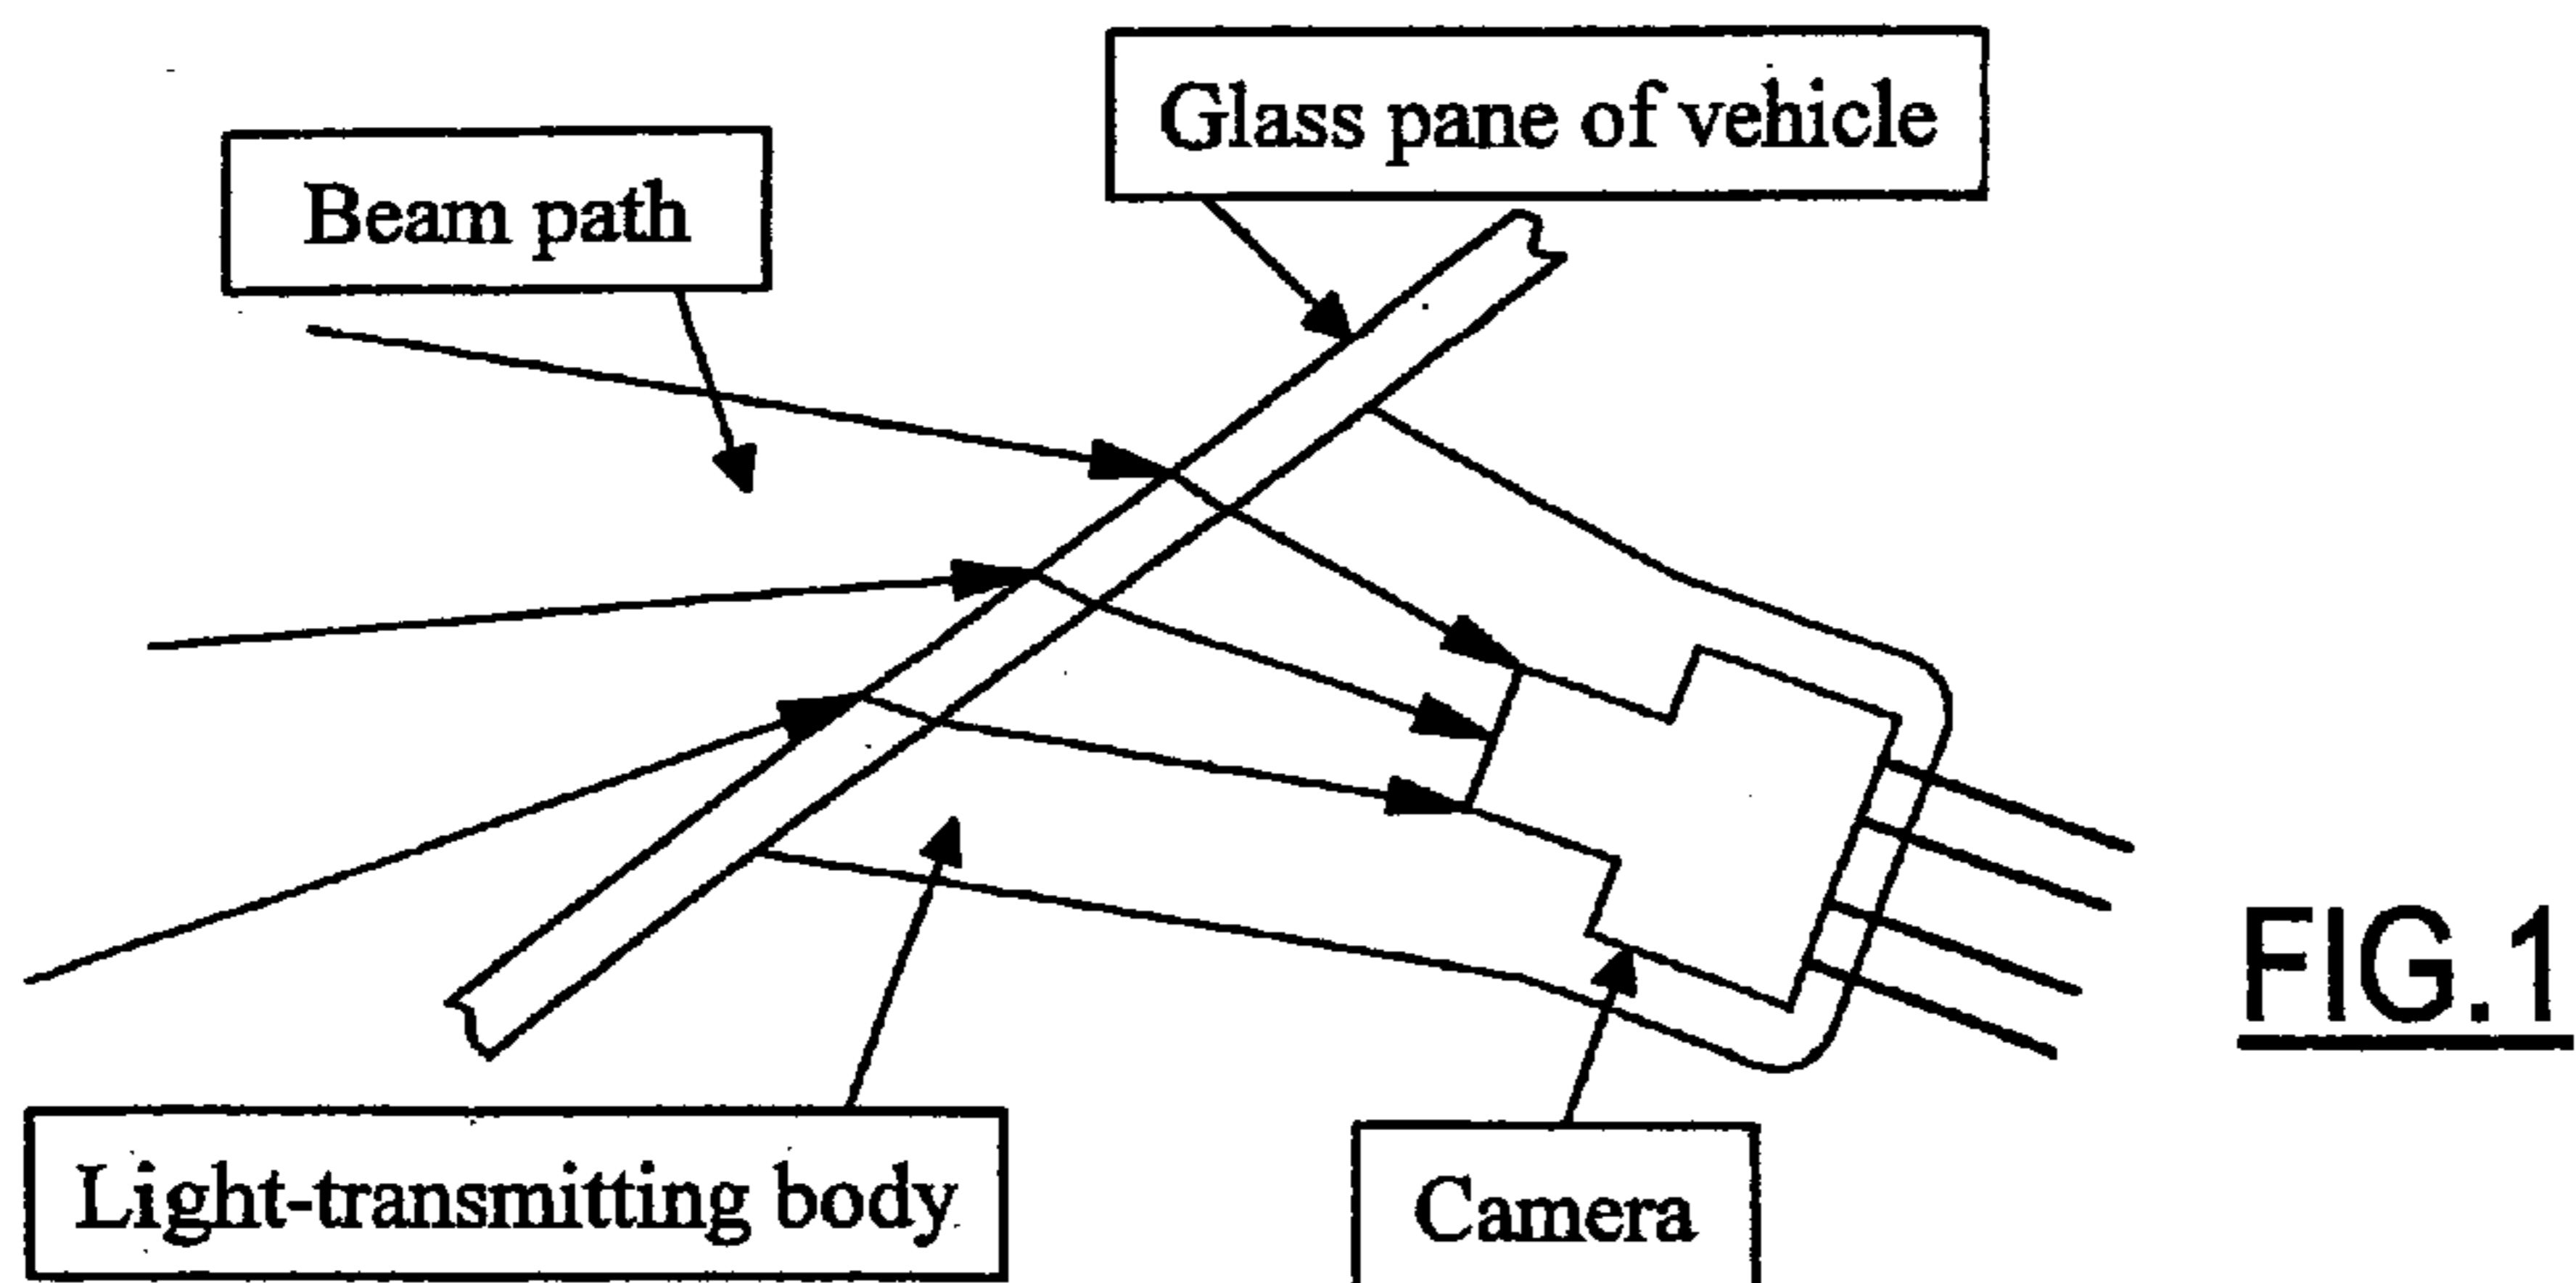 Glass pane of vehicle
Beam path
Light-transmitting body
Camera
FIG.1